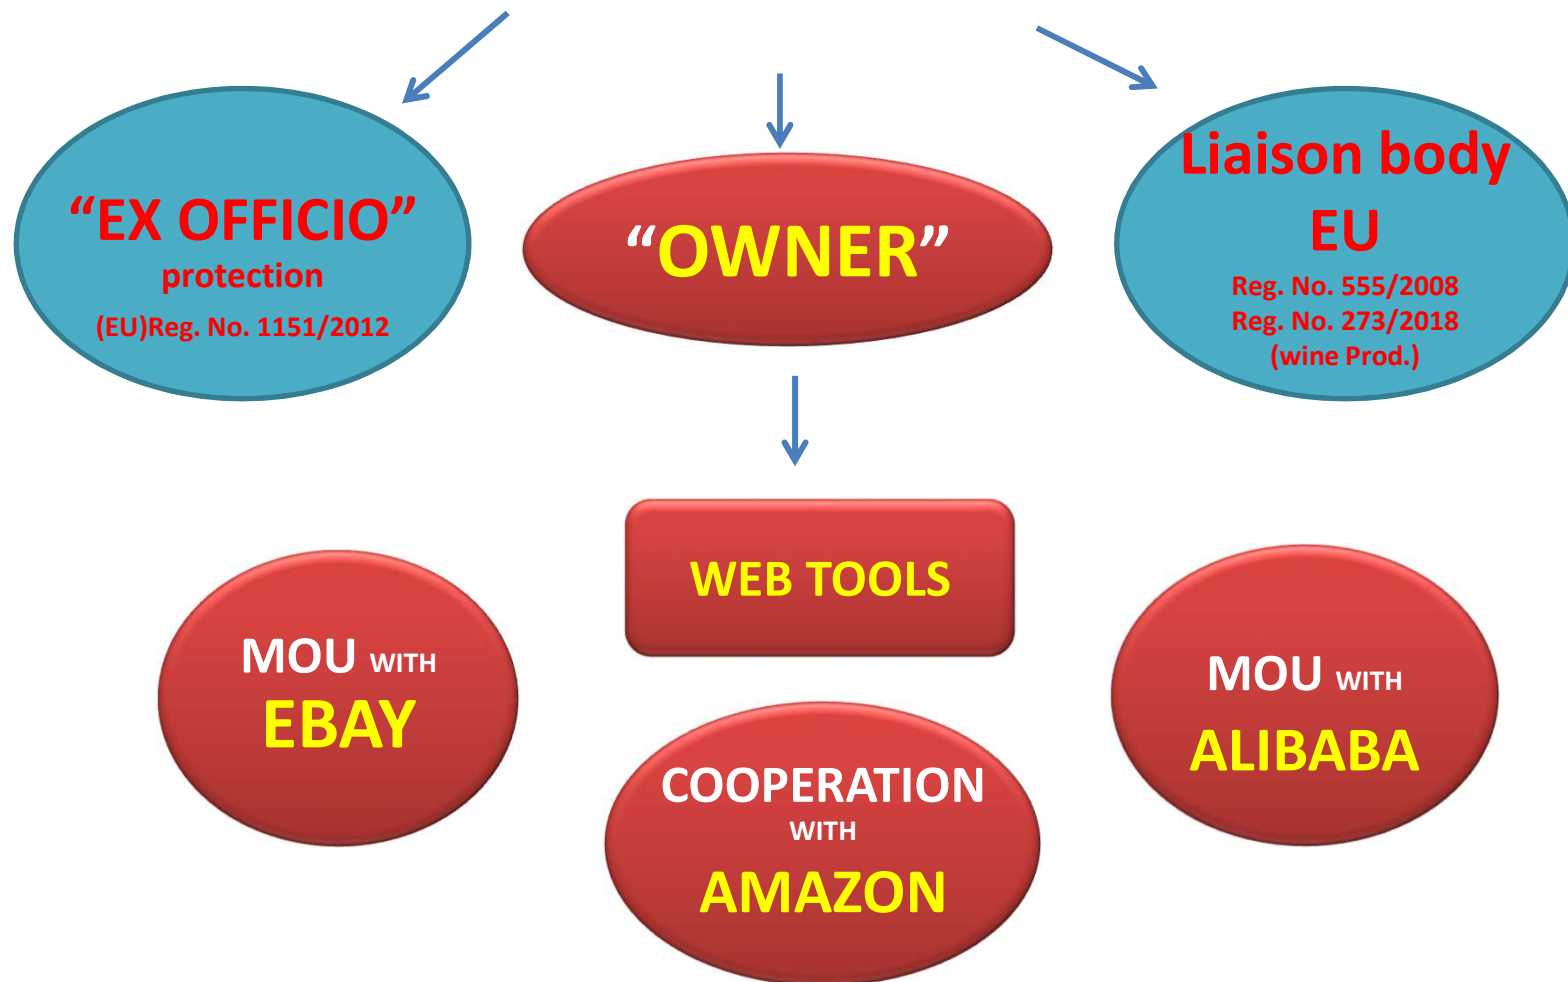 “EX OFFICIO”
protection
(EU)Reg. No. 1151/2012
“OWNER”
Liaison body
EU
Reg. No. 555/2008
Reg. No. 273/2018
(wine Prod.)
WEB TOOLS
MOU WITH
EBAY
COOPERATION
WITH
AMAZON
MOU WITH
ALIBABA